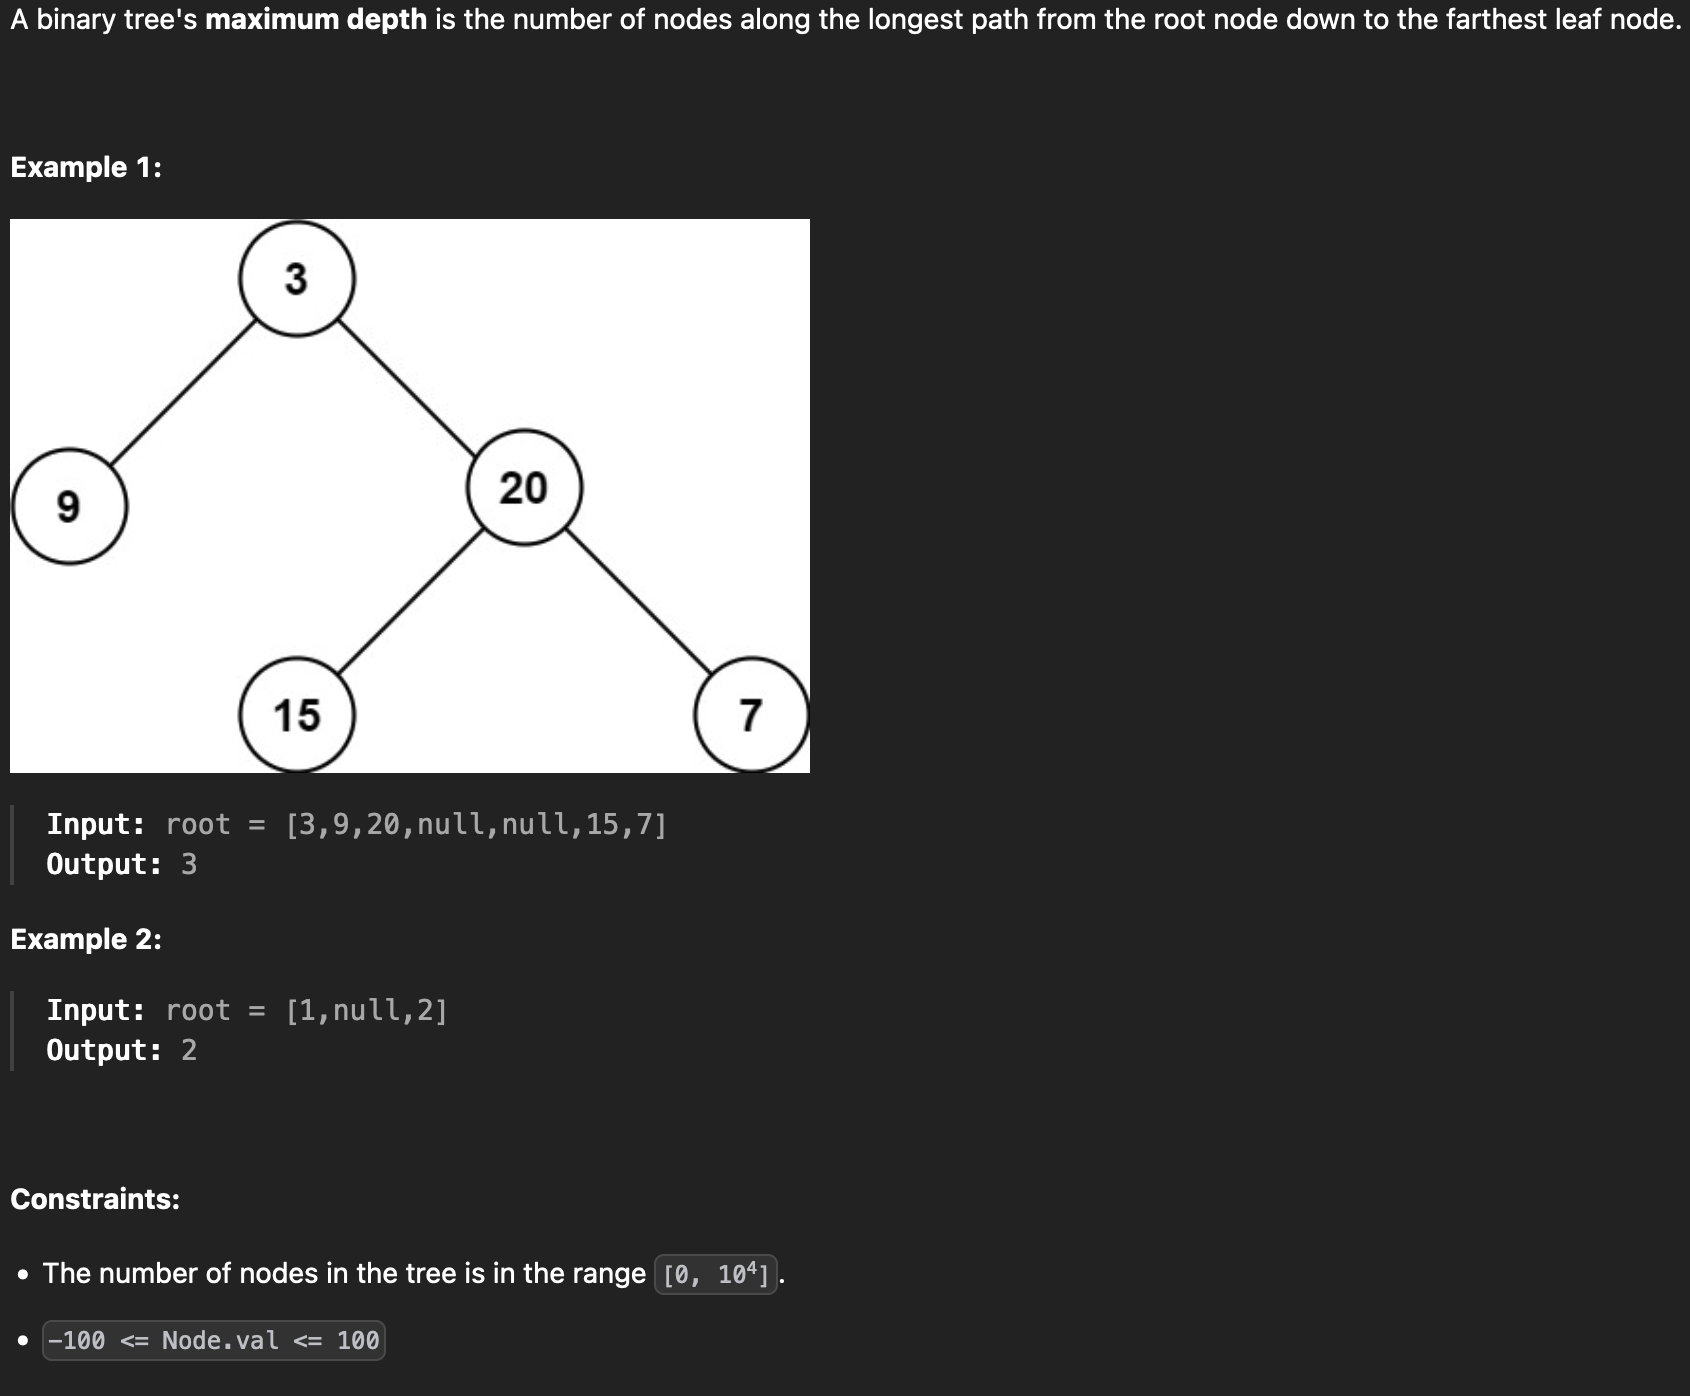 A binary tree's maximum depth is the number of nodes along the longest path from the root node down to the farthest leaf node.
Example 1:
3
9
20
15
7
Input: root = [3,9,20,null,null,15,7]
Output: 3
Example 2:
Input: root = [1,null,2]
Output: 2
Constraints:
• The number of nodes in the tree is in the range [0, 10⁴].
• -100 <= Node.val <= 100